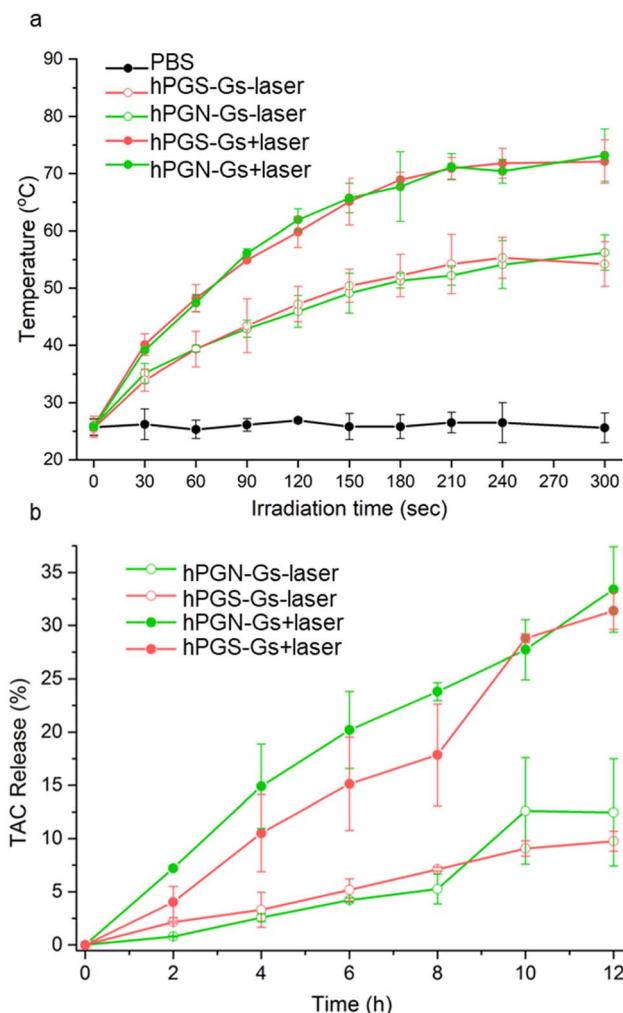 a
90
80
70
60
50
40
30
20
Temperature (°C)
PBS
hPGS-Gs-laser
hPGN-Gs-laser
hPGS-Gs+laser
hPGN-Gs+laser
0 30 60 90 120 150 180 210 240 270 300
Irradiation time (sec)
b
35
30
25
20
15
10
5
0
TAC Release (%)
hPGN-Gs-laser
hPGS-Gs-laser
hPGN-Gs+laser
hPGS-Gs+laser
0 2 4 6 8 10 12
Time (h)